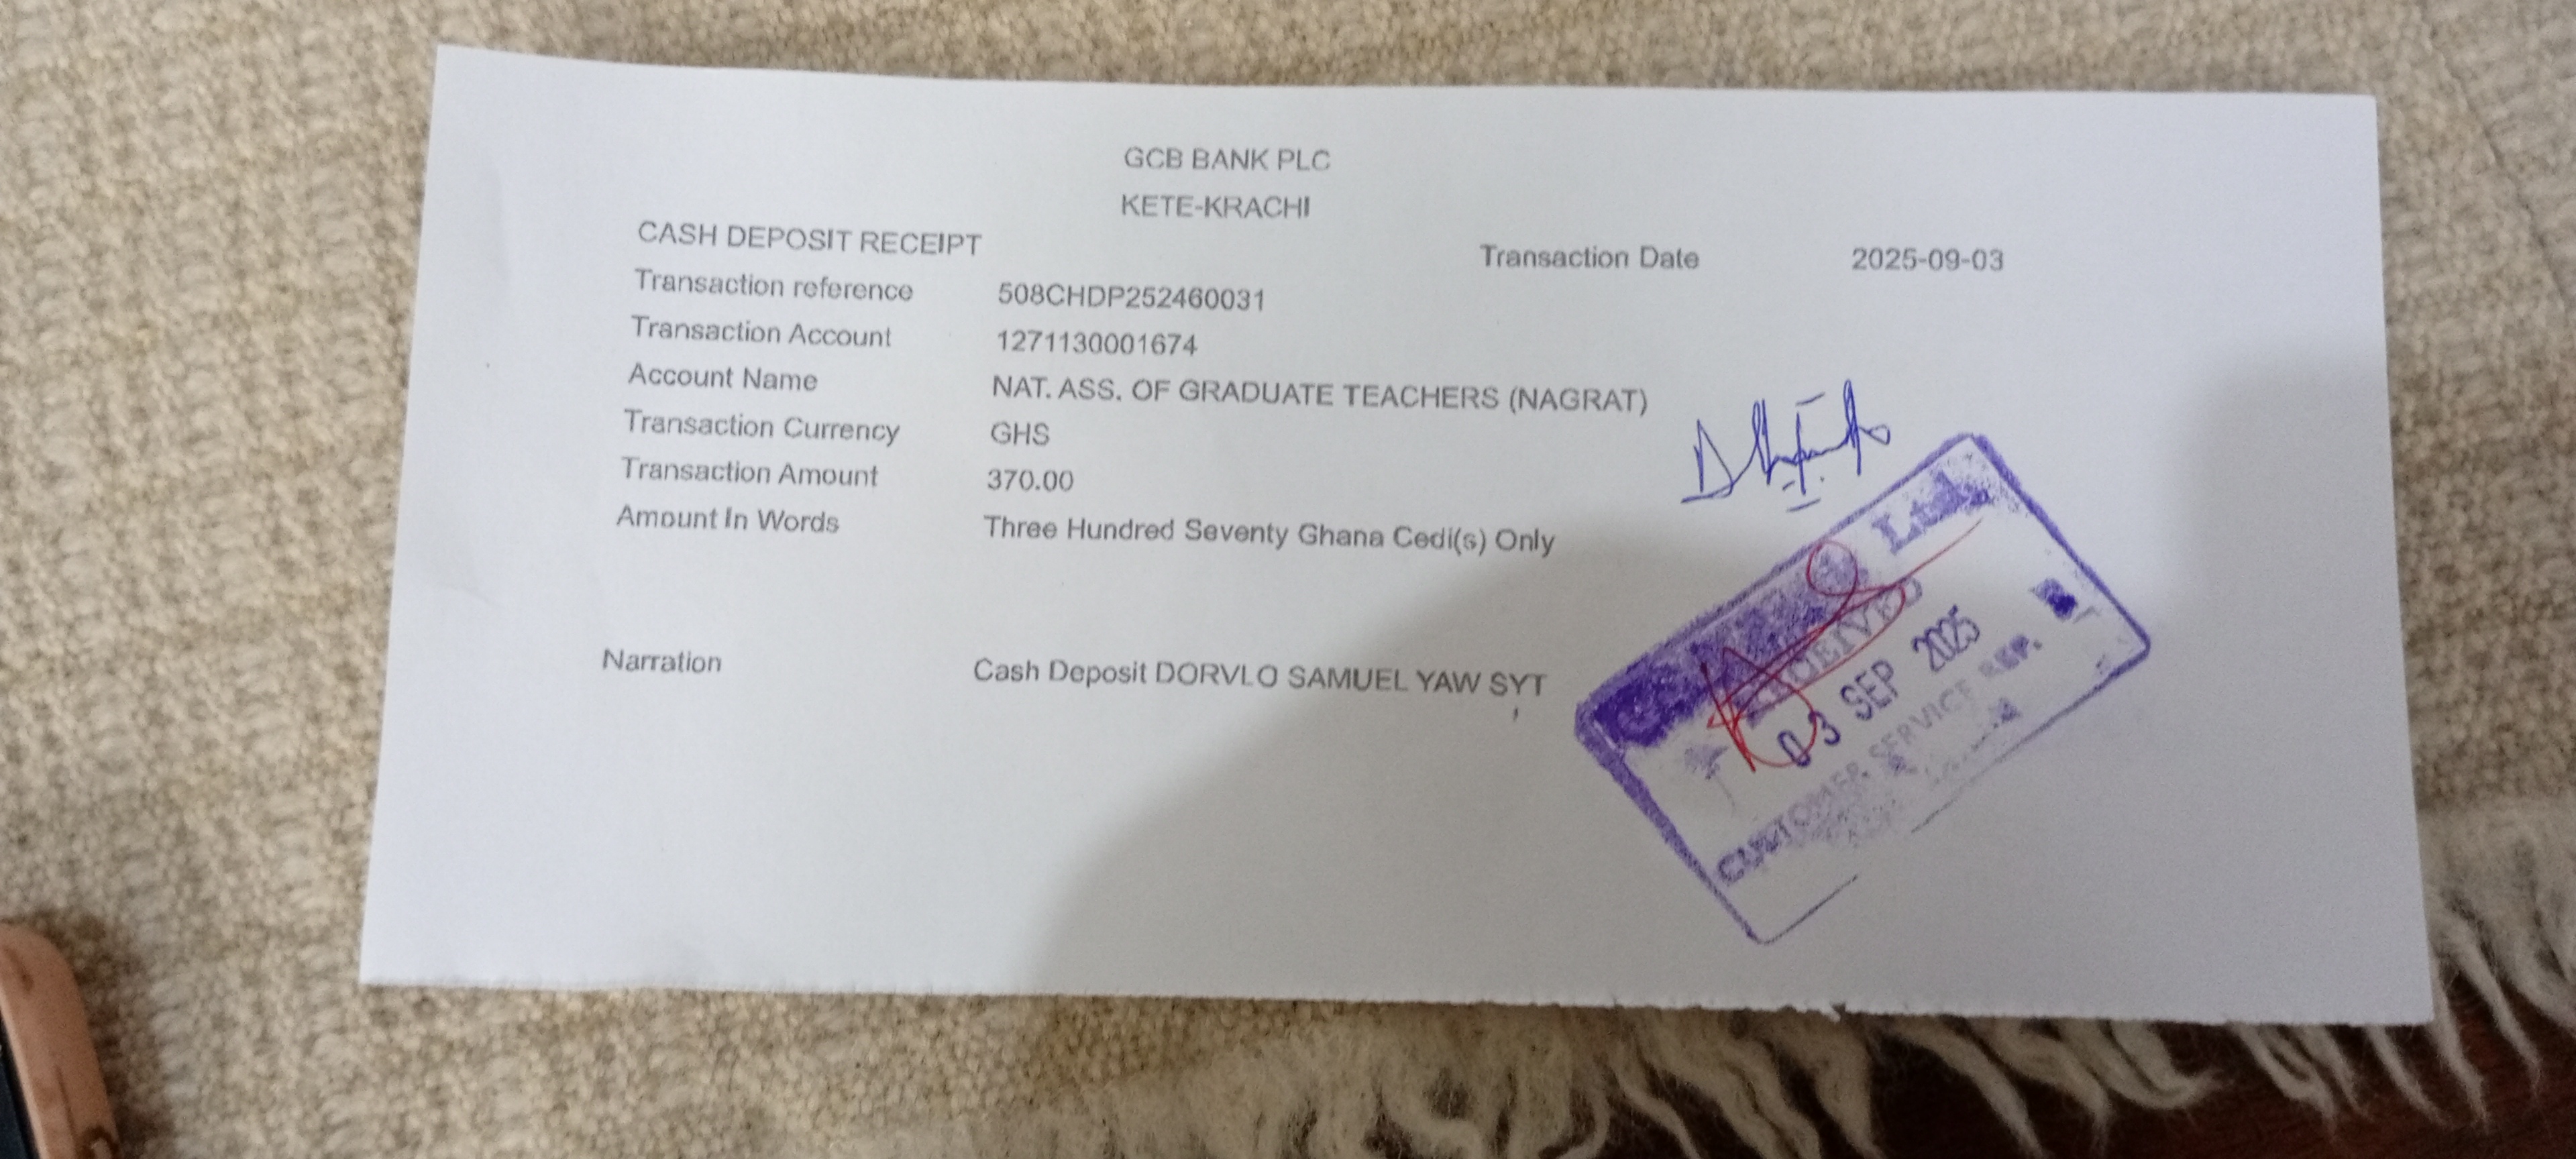 GCB BANK PLC
KETE-KRACHI
CASH DEPOSIT RECEIPT
Transaction Date 2025-09-03
Transaction reference 508CHDP252460031
Transaction Account 1271130001674
Account Name NAT. ASS. OF GRADUATE TEACHERS (NAGRAT)
Transaction Currency GHS
Transaction Amount 370.00
Amount In Words Three Hundred Seventy Ghana Cedi(s) Only
Narration Cash Deposit DORVLO SAMUEL YAW SYT
Ltd.
RECEIVED
03 SEP 2025
CUSTOMER SERVICE REP.